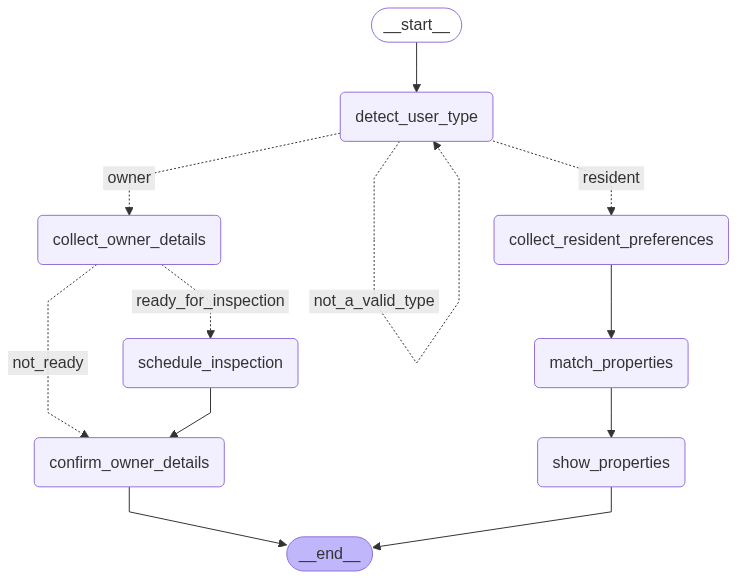 __start__
detect_user_type
owner
resident
collect_owner_details
collect_resident_preferences
ready_for_inspection
not_a_valid_type
not_ready
schedule_inspection
match_properties
confirm_owner_details
show_properties
__end__